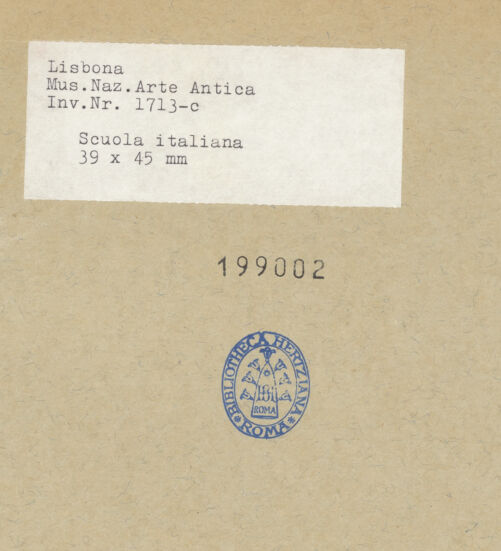 Lisbona
Mus.Naz.Arte Antica
Inv.Nr. 1713-c
Scuola italiana
39 x 45 mm
199002
*BIBLIOTHECA HERTZIANA*
ROMA
ROMA